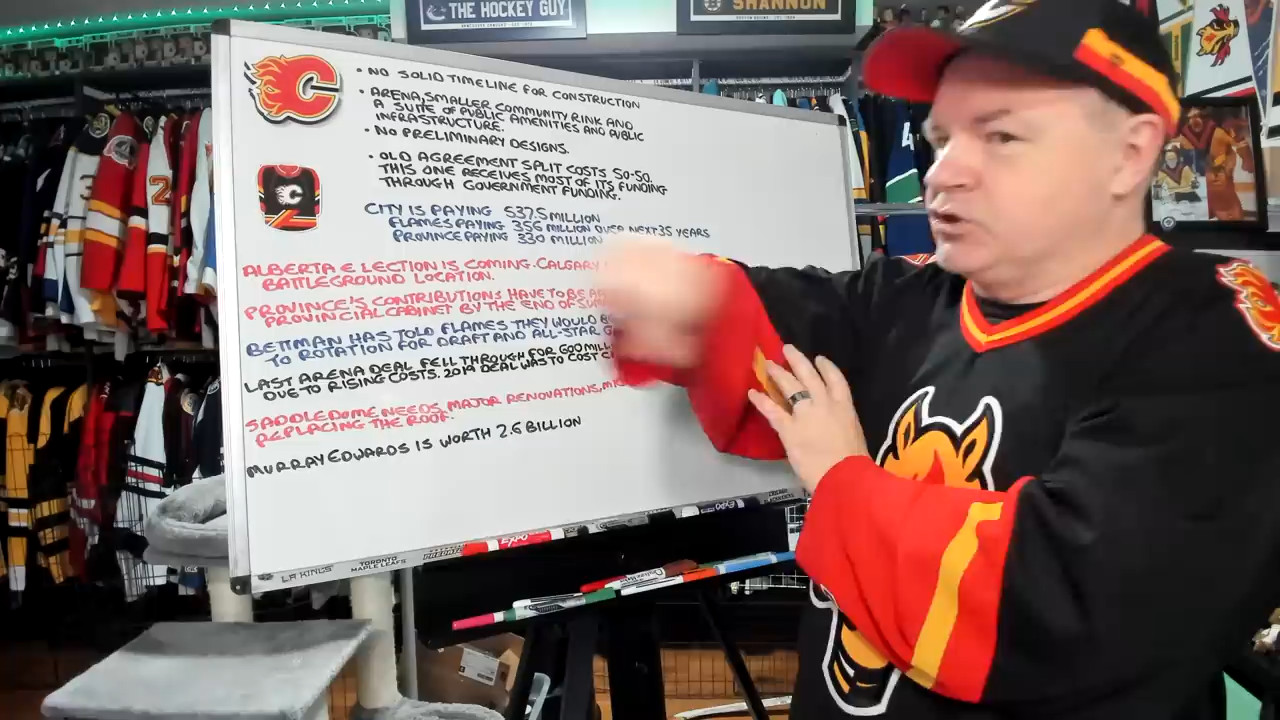 THE HOCKEY GUY
SHANNON
• NO SOLID TIMELINE FOR CONSTRUCTION
• ARENA, SMALLER COMMUNITY RINK AND
A SUITE OF PUBLIC AMENITIES AND PUBLIC
INFRASTRUCTURE.
• NO PRELIMINARY DESIGNS.
• OLD AGREEMENT SPLIT COSTS 50-50.
THIS ONE RECEIVES MOST OF ITS FUNDING
THROUGH GOVERNMENT FUNDING.
CITY IS PAYING 537.5 MILLION
FLAMES PAYING 356 MILLION OVER NEXT 35 YEARS
PROVINCE PAYING 330 MILLION
ALBERTA ELECTION IS COMING. CALGARY
BATTLEGROUND LOCATION.
PROVINCE'S CONTRIBUTIONS HAVE TO BE
PROVINCIAL CABINET BY THE END OF
BETTMAN HAS TOLD FLAMES THEY WOULD
TO ROTATION FOR DRAFT AND ALL-STAR
LAST ARENA DEAL FELL THROUGH FOR 600 MILL
DUE TO RISING COSTS. 2019 DEAL WAS TO COST
SADDLEDOME NEEDS MAJOR RENOVATIONS,
REPLACING THE ROOF.
MURRAY EDWARDS IS WORTH 2.6 BILLION
LA KINGS
TORONTO
MAPLE LEAFS
PREDATORS
EXPO
4
2
3